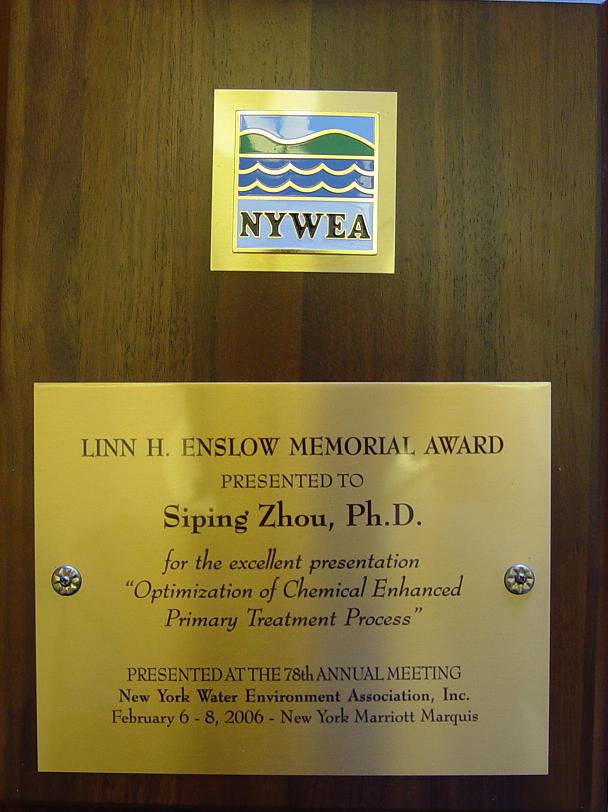 NYWEA
LINN H. ENSLOW MEMORIAL AWARD
PRESENTED TO
Siping Zhou, Ph.D.
for the excellent presentation
“Optimization of Chemical Enhanced
Primary Treatment Process”
PRESENTED AT THE 78th ANNUAL MEETING
New York Water Environment Association, Inc.
February 6 - 8, 2006 - New York Marriott Marquis